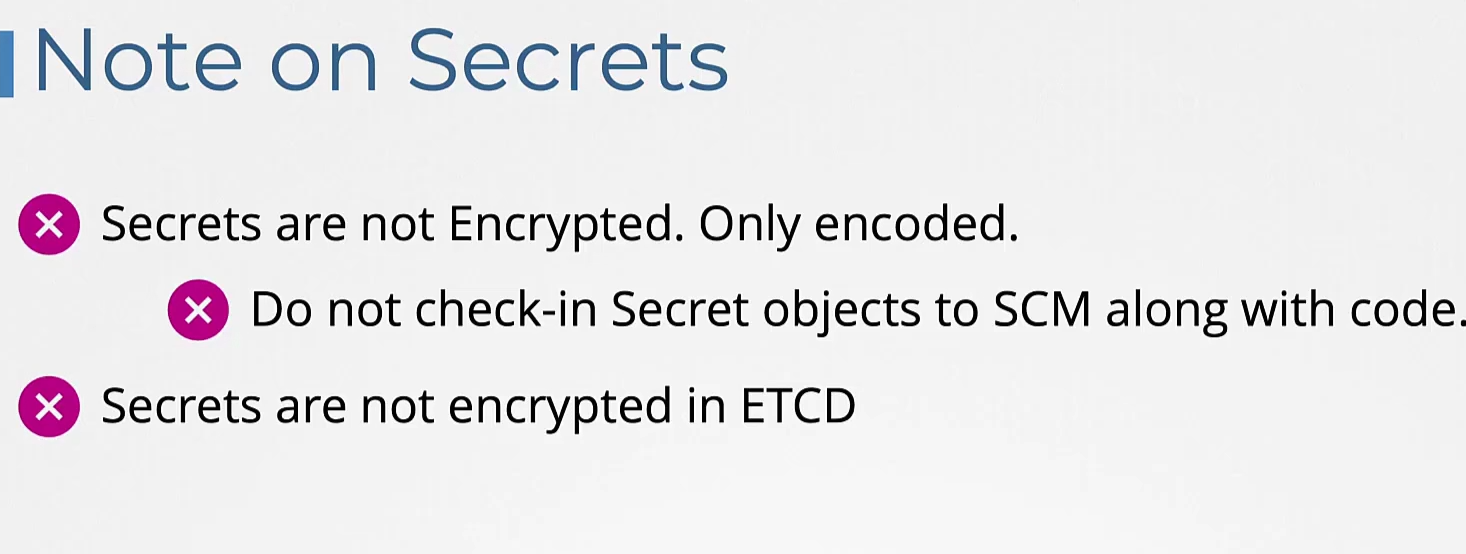 Note on Secrets
Secrets are not Encrypted. Only encoded.
Do not check-in Secret objects to SCM along with code.
Secrets are not encrypted in ETCD